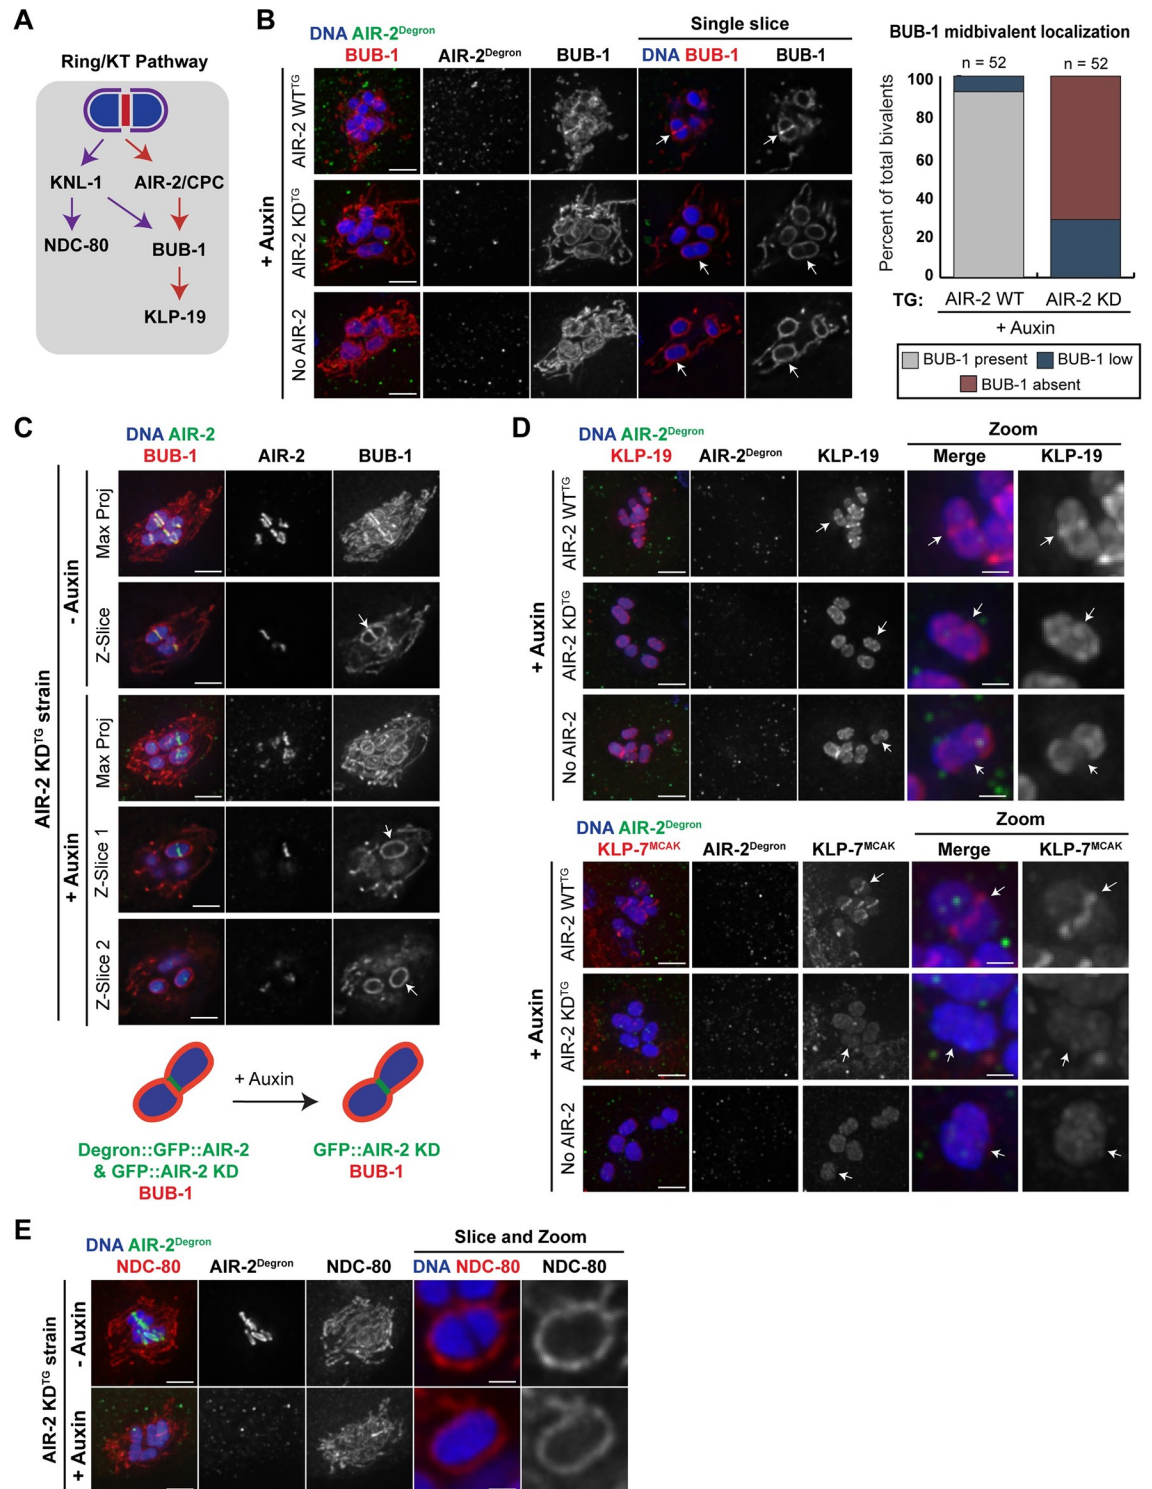 A
Ring/KT Pathway
KNL-1
AIR-2/CPC
NDC-80
BUB-1
KLP-19
B
DNA AIR-2Degron
BUB-1
AIR-2Degron
BUB-1
Single slice
DNA BUB-1
BUB-1
+ Auxin
AIR-2 WTTG
AIR-2 KDTG
No AIR-2
BUB-1 midbivalent localization
n = 52
n = 52
Percent of total bivalents
100
80
60
40
20
0
TG:
AIR-2 WT
AIR-2 KD
+ Auxin
BUB-1 present
BUB-1 low
BUB-1 absent
C
DNA AIR-2
BUB-1
AIR-2
BUB-1
AIR-2 KDTG strain
- Auxin
Max Proj
Z-Slice
+ Auxin
Max Proj
Z-Slice 1
Z-Slice 2
+ Auxin
Degron::GFP::AIR-2
& GFP::AIR-2 KD
BUB-1
GFP::AIR-2 KD
BUB-1
D
DNA AIR-2Degron
KLP-19
AIR-2Degron
KLP-19
Zoom
Merge
KLP-19
+ Auxin
AIR-2 WTTG
AIR-2 KDTG
No AIR-2
DNA AIR-2Degron
KLP-7MCAK
AIR-2Degron
KLP-7MCAK
Zoom
Merge
KLP-7MCAK
+ Auxin
AIR-2 WTTG
AIR-2 KDTG
No AIR-2
E
DNA AIR-2Degron
NDC-80
AIR-2Degron
NDC-80
Slice and Zoom
DNA NDC-80
NDC-80
AIR-2 KDTG strain
- Auxin
+ Auxin